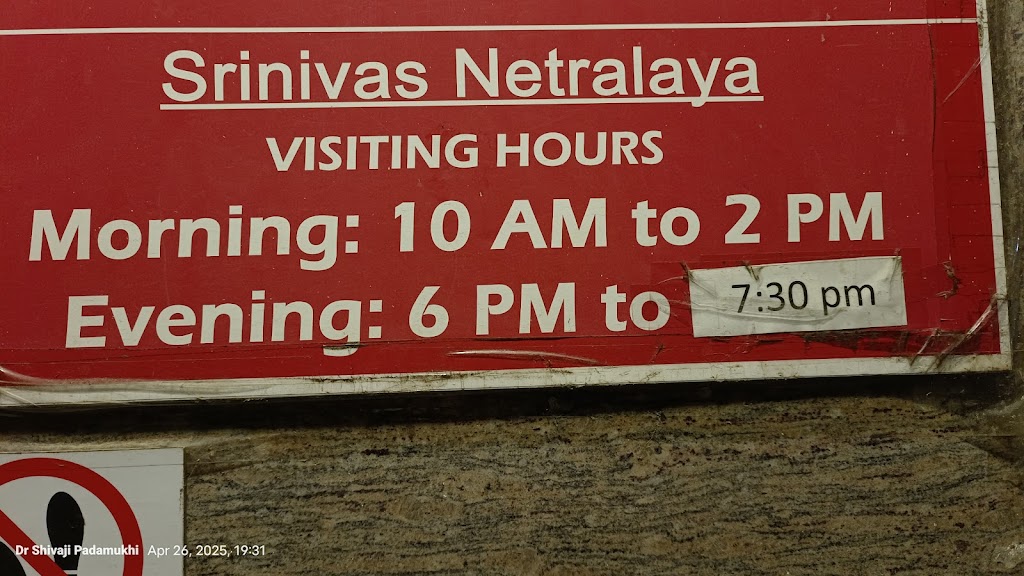 Srinivas Netralaya
VISITING HOURS
Morning: 10 AM to 2 PM
Evening: 6 PM to 7:30 pm
Dr Shivaji Padamukhi Apr 26, 2025, 19:31